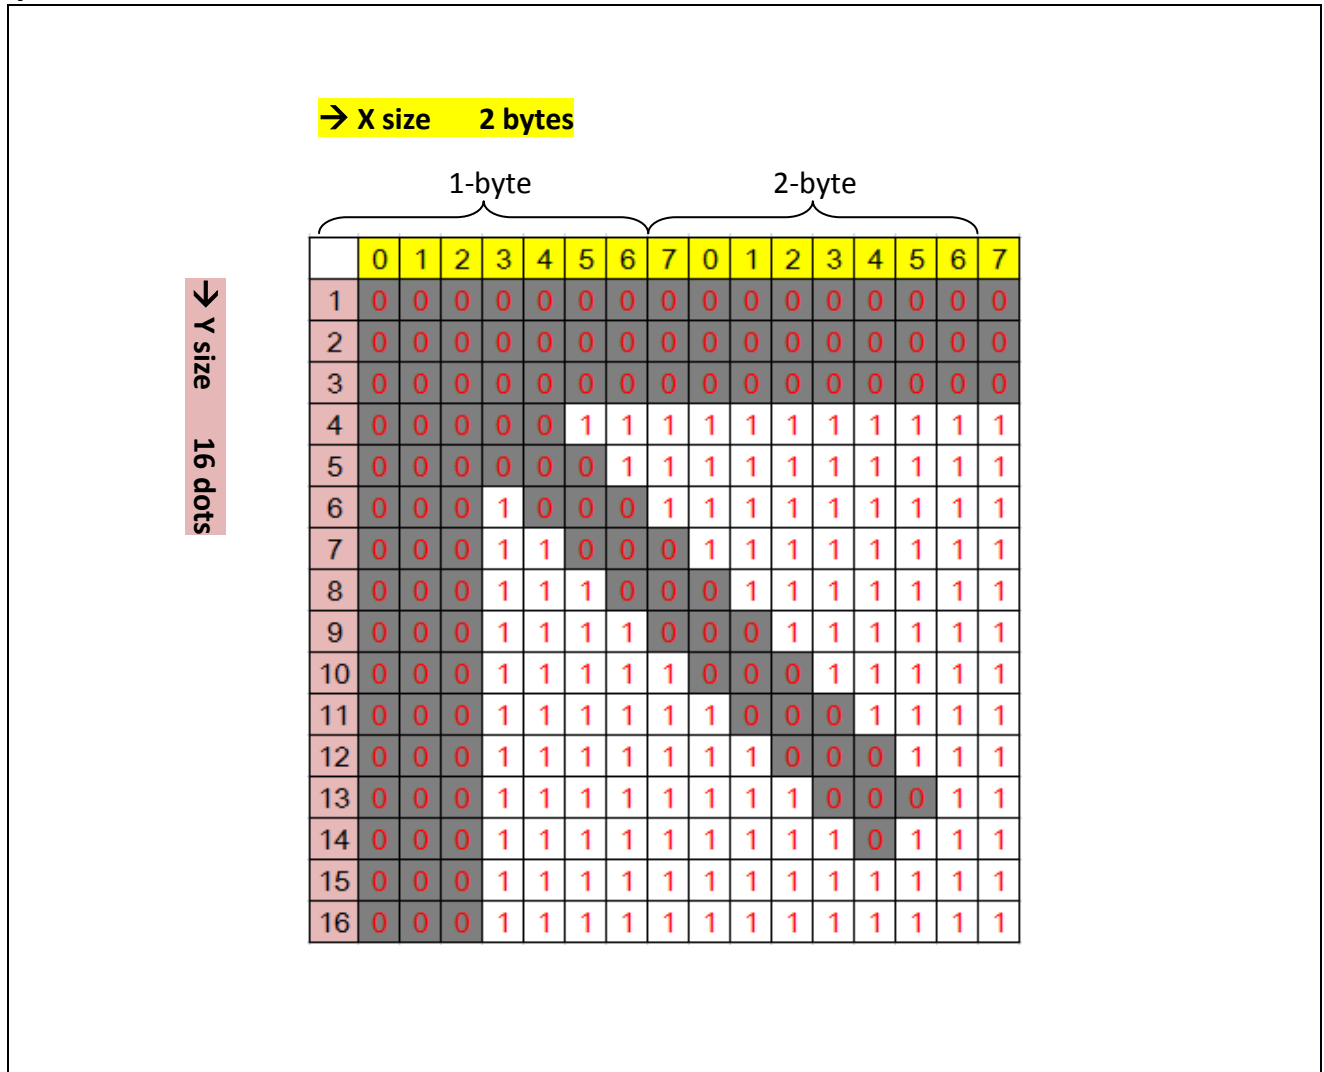 → X size 2 bytes
1-byte 2-byte
0 1 2 3 4 5 6 7 0 1 2 3 4 5 6 7
→ Y size 16 dots
1 0 0 0 0 0 0 0 0 0 0 0 0 0 0 0 0
2 0 0 0 0 0 0 0 0 0 0 0 0 0 0 0 0
3 0 0 0 0 0 0 0 0 0 0 0 0 0 0 0 0
4 0 0 0 0 0 1 1 1 1 1 1 1 1 1 1 1
5 0 0 0 0 0 0 1 1 1 1 1 1 1 1 1 1
6 0 0 0 1 0 0 0 1 1 1 1 1 1 1 1 1
7 0 0 0 1 1 0 0 0 1 1 1 1 1 1 1 1
8 0 0 0 1 1 1 0 0 0 1 1 1 1 1 1 1
9 0 0 0 1 1 1 1 0 0 0 1 1 1 1 1 1
10 0 0 0 1 1 1 1 1 0 0 0 1 1 1 1 1
11 0 0 0 1 1 1 1 1 1 0 0 0 1 1 1 1
12 0 0 0 1 1 1 1 1 1 1 0 0 0 1 1 1
13 0 0 0 1 1 1 1 1 1 1 1 0 0 0 1 1
14 0 0 0 1 1 1 1 1 1 1 1 1 0 1 1 1
15 0 0 0 1 1 1 1 1 1 1 1 1 1 1 1 1
16 0 0 0 1 1 1 1 1 1 1 1 1 1 1 1 1